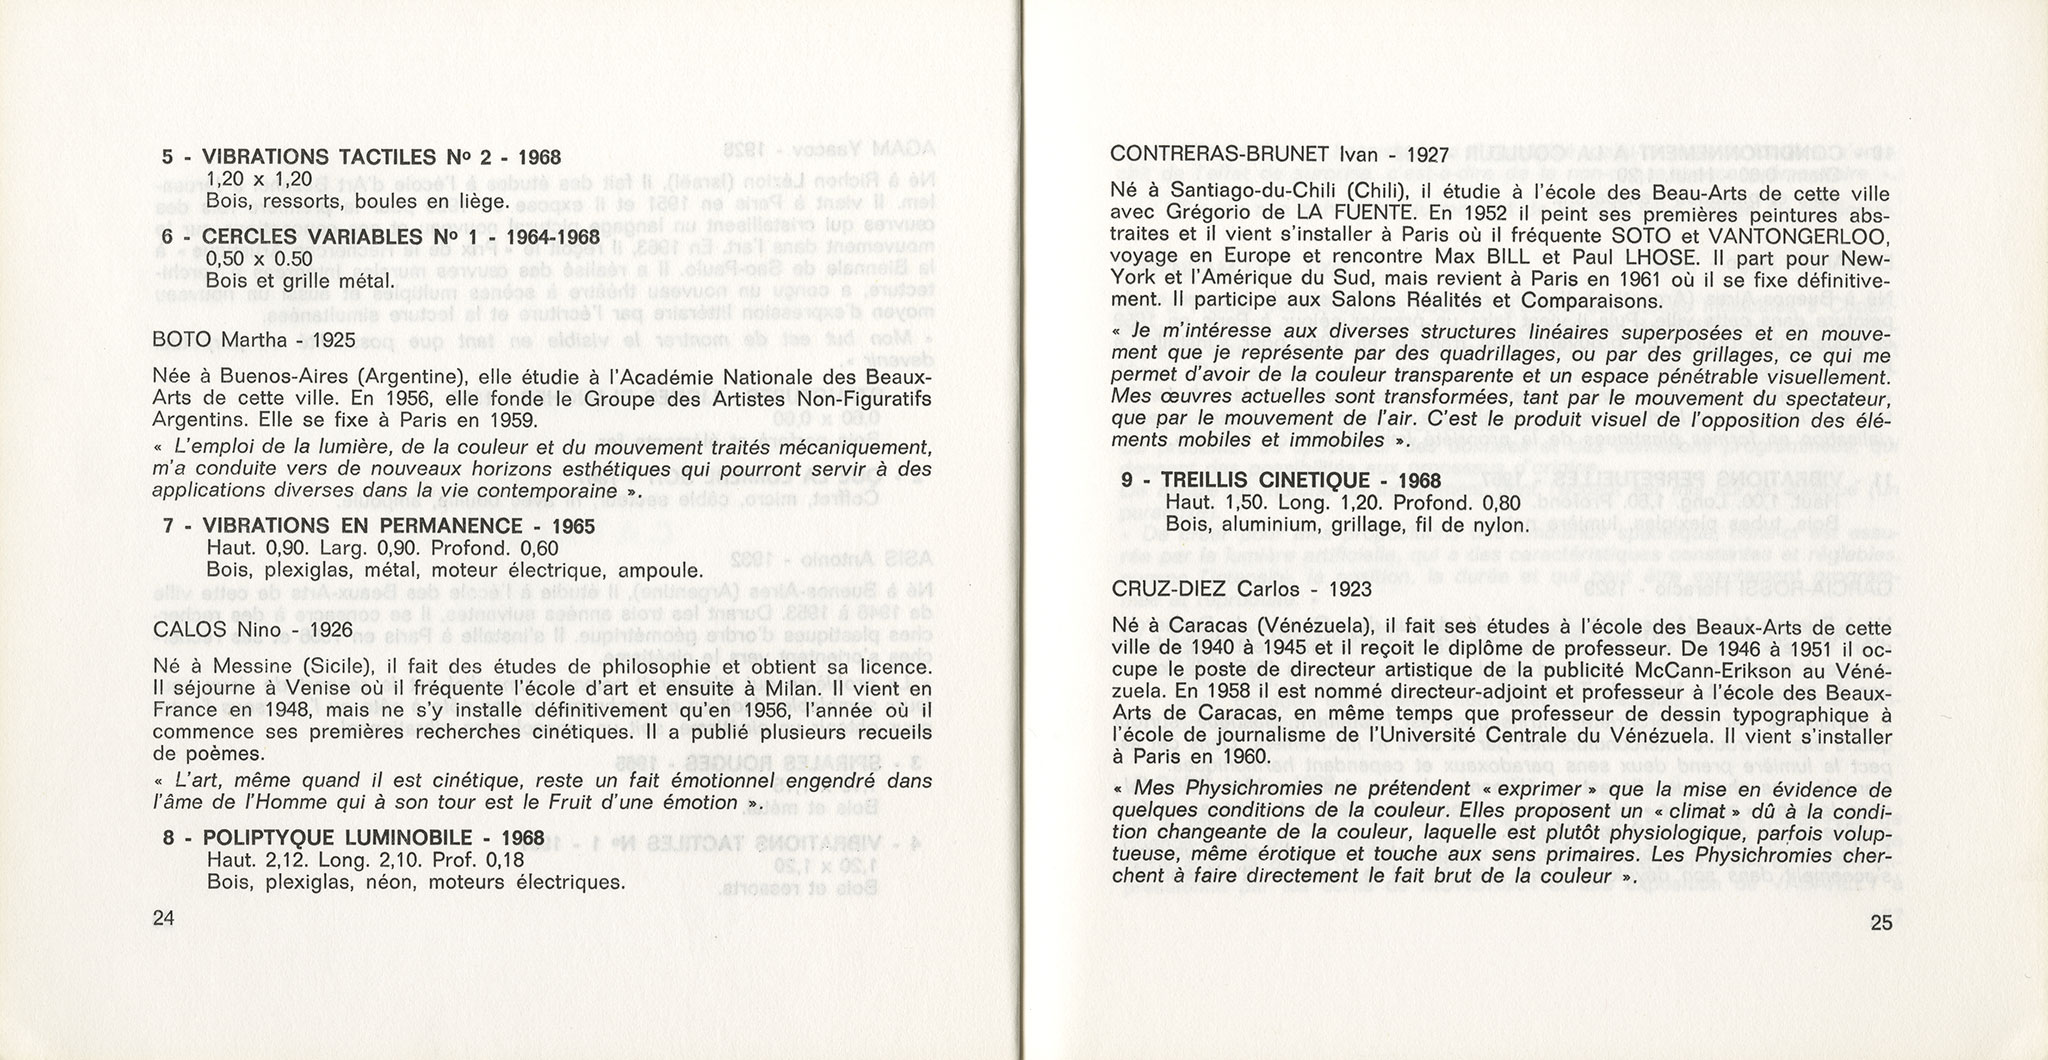 5 - VIBRATIONS TACTILES No 2 - 1968
1,20 x 1,20
Bois, ressorts, boules en liège.
6 - CERCLES VARIABLES No 1 - 1964-1968
0,50 x 0.50
Bois et grille métal.
BOTO Martha - 1925
Née à Buenos-Aires (Argentine), elle étudie à l'Académie Nationale des Beaux-
Arts de cette ville. En 1956, elle fonde le Groupe des Artistes Non-Figuratifs
Argentins. Elle se fixe à Paris en 1959.
« L'emploi de la lumière, de la couleur et du mouvement traités mécaniquement,
m'a conduite vers de nouveaux horizons esthétiques qui pourront servir à des
applications diverses dans la vie contemporaine ».
7 - VIBRATIONS EN PERMANENCE - 1965
Haut. 0,90. Larg. 0,90. Profond. 0,60
Bois, plexiglas, métal, moteur électrique, ampoule.
CALOS Nino - 1926
Né à Messine (Sicile), il fait des études de philosophie et obtient sa licence.
Il séjourne à Venise où il fréquente l'école d'art et ensuite à Milan. Il vient en
France en 1948, mais ne s'y installe définitivement qu'en 1956, l'année où il
commence ses premières recherches cinétiques. Il a publié plusieurs recueils
de poèmes.
« L'art, même quand il est cinétique, reste un fait émotionnel engendré dans
l'âme de l'Homme qui à son tour est le Fruit d'une émotion ».
8 - POLIPTYQUE LUMINOBILE - 1968
Haut. 2,12. Long. 2,10. Prof. 0,18
Bois, plexiglas, néon, moteurs électriques.
24
CONTRERAS-BRUNET Ivan - 1927
Né à Santiago-du-Chili (Chili), il étudie à l'école des Beau-Arts de cette ville
avec Grégorio de LA FUENTE. En 1952 il peint ses premières peintures abs-
traites et il vient s'installer à Paris où il fréquente SOTO et VANTONGERLOO,
voyage en Europe et rencontre Max BILL et Paul LHOSE. Il part pour New-
York et l'Amérique du Sud, mais revient à Paris en 1961 où il se fixe définitive-
ment. Il participe aux Salons Réalités et Comparaisons.
« Je m'intéresse aux diverses structures linéaires superposées et en mouve-
ment que je représente par des quadrillages, ou par des grillages, ce qui me
permet d'avoir de la couleur transparente et un espace pénétrable visuellement.
Mes œuvres actuelles sont transformées, tant par le mouvement du spectateur,
que par le mouvement de l'air. C'est le produit visuel de l'opposition des élé-
ments mobiles et immobiles ».
9 - TREILLIS CINETIQUE - 1968
Haut. 1,50. Long. 1,20. Profond. 0,80
Bois, aluminium, grillage, fil de nylon.
CRUZ-DIEZ Carlos - 1923
Né à Caracas (Vénézuela), il fait ses études à l'école des Beaux-Arts de cette
ville de 1940 à 1945 et il reçoit le diplôme de professeur. De 1946 à 1951 il oc-
cupe le poste de directeur artistique de la publicité McCann-Erikson au Véné-
zuela. En 1958 il est nommé directeur-adjoint et professeur à l'école des Beaux-
Arts de Caracas, en même temps que professeur de dessin typographique à
l'école de journalisme de l'Université Centrale du Vénézuela. Il vient s'installer
à Paris en 1960.
« Mes Physichromies ne prétendent « exprimer » que la mise en évidence de
quelques conditions de la couleur. Elles proposent un « climat » dû à la condi-
tion changeante de la couleur, laquelle est plutôt physiologique, parfois volup-
tueuse, même érotique et touche aux sens primaires. Les Physichromies cher-
chent à faire directement le fait brut de la couleur ».
25